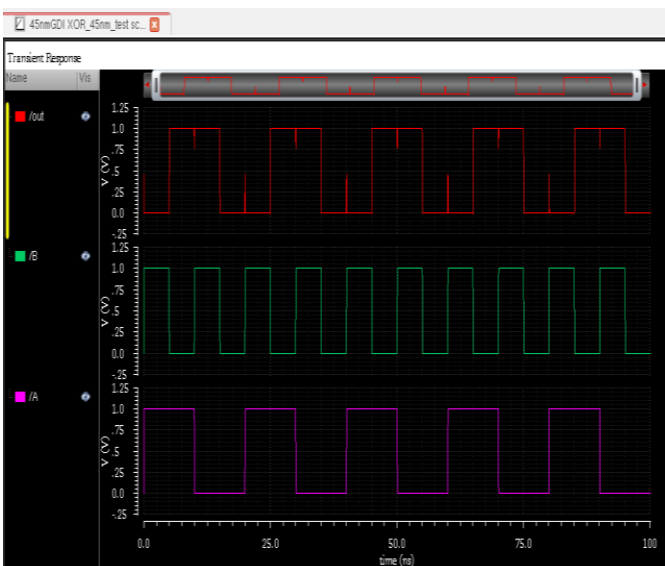 45nmGDI XOR_45nm_test sc...
Transient Response
Name Vis
/out
V (V)
1.25
1.0
.75
.5
.25
0.0
-.25
/B
V (V)
1.25
1.0
.75
.5
.25
0.0
-.25
/A
V (V)
1.25
1.0
.75
.5
.25
0.0
-.25
0.0 25.0 50.0 75.0 100
time (ns)